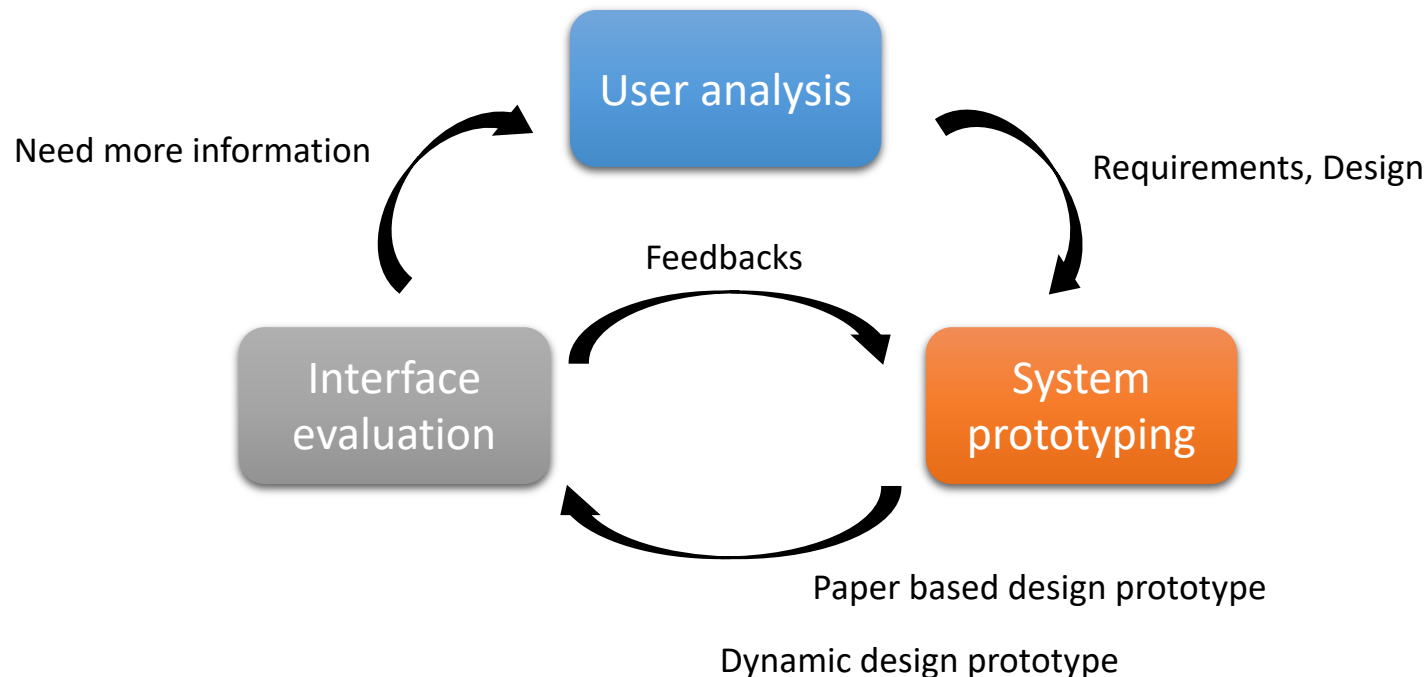 User analysis
Need more information
Requirements, Design
Feedbacks
Interface
evaluation
System
prototyping
Paper based design prototype
Dynamic design prototype